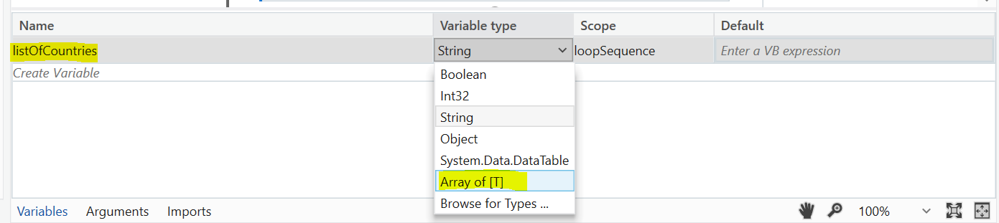 Name Variable type Scope Default
listOfCountries String loopSequence Enter a VB expression
Create Variable
Boolean
Int32
String
Object
System.Data.DataTable
Array of [T]
Browse for Types ...
Variables Arguments Imports 100%